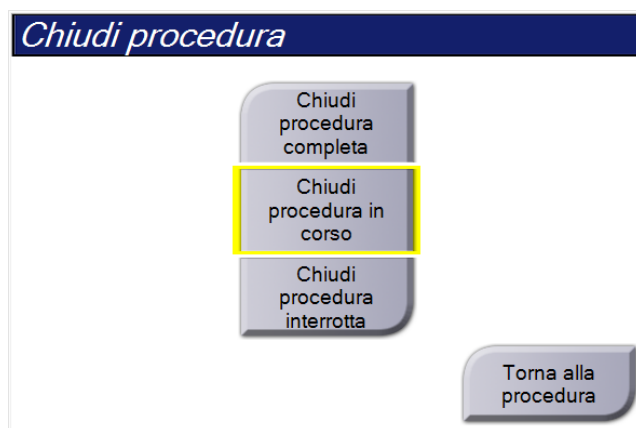 Chiudi procedura
Chiudi
procedura
completa
Chiudi
procedura in
corso
Chiudi
procedura
interrotta
Torna alla
procedura